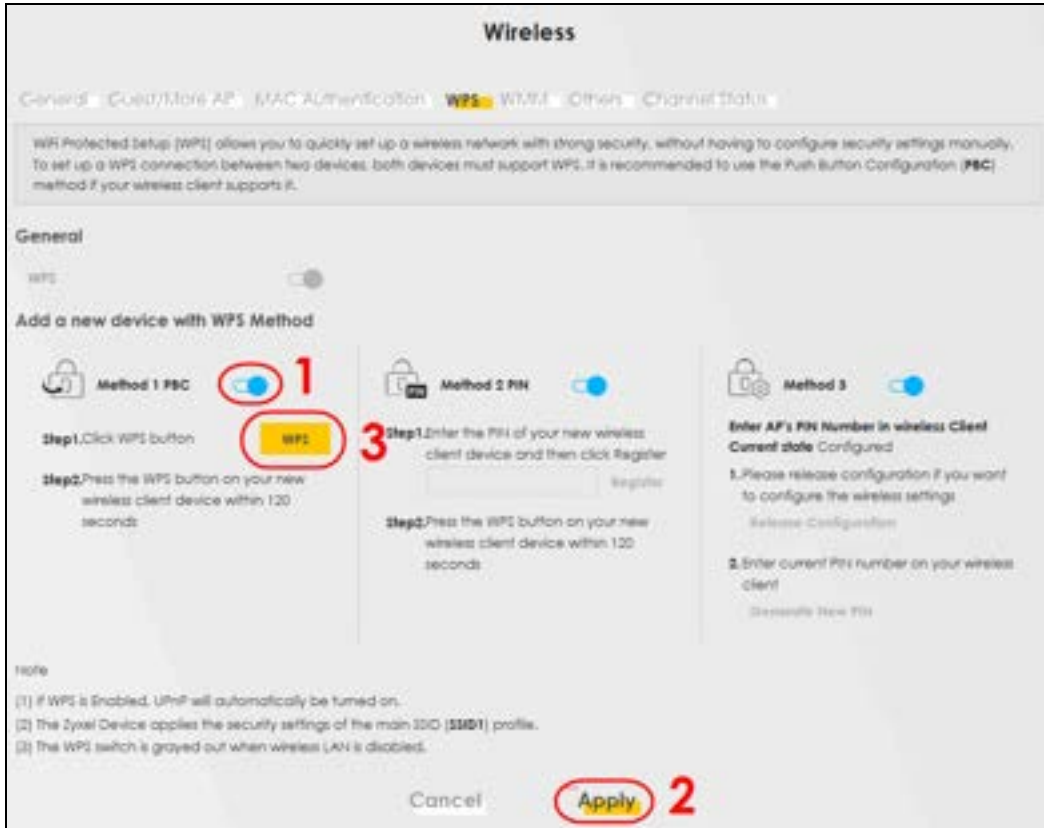 Wireless
General Guest/More AP MAC Authentication WPS WMM Others Channel Status
WiFi Protected Setup (WPS) allows you to quickly set up a wireless network with strong security, without having to configure security settings manually.
To set up a WPS connection between two devices, both devices must support WPS. It is recommended to use the Push Button Configuration (PBC)
method if your wireless client supports it.
General
WPS
Add a new device with WPS Method
Method 1 PBC
1
Step1.Click WPS button
WPS
3
Step2.Press the WPS button on your new
wireless client device within 120
seconds
PIN
Method 2 PIN
Step1.Enter the PIN of your new wireless
client device and then click Register
Register
Step2.Press the WPS button on your new
wireless client device within 120
seconds
Method 3
Enter AP's PIN Number in wireless Client
Current state Configured
1.Please release configuration if you want
to configure the wireless settings
Release Configuration
2.Enter current PIN number on your wireless
client
Generate New PIN
Note
(1) If WPS is Enabled, UPnP will automatically be turned on.
(2) The Zyxel Device applies the security settings of the main SSID (SSID1) profile.
(3) The WPS switch is grayed out when wireless LAN is disabled.
Cancel
Apply
2